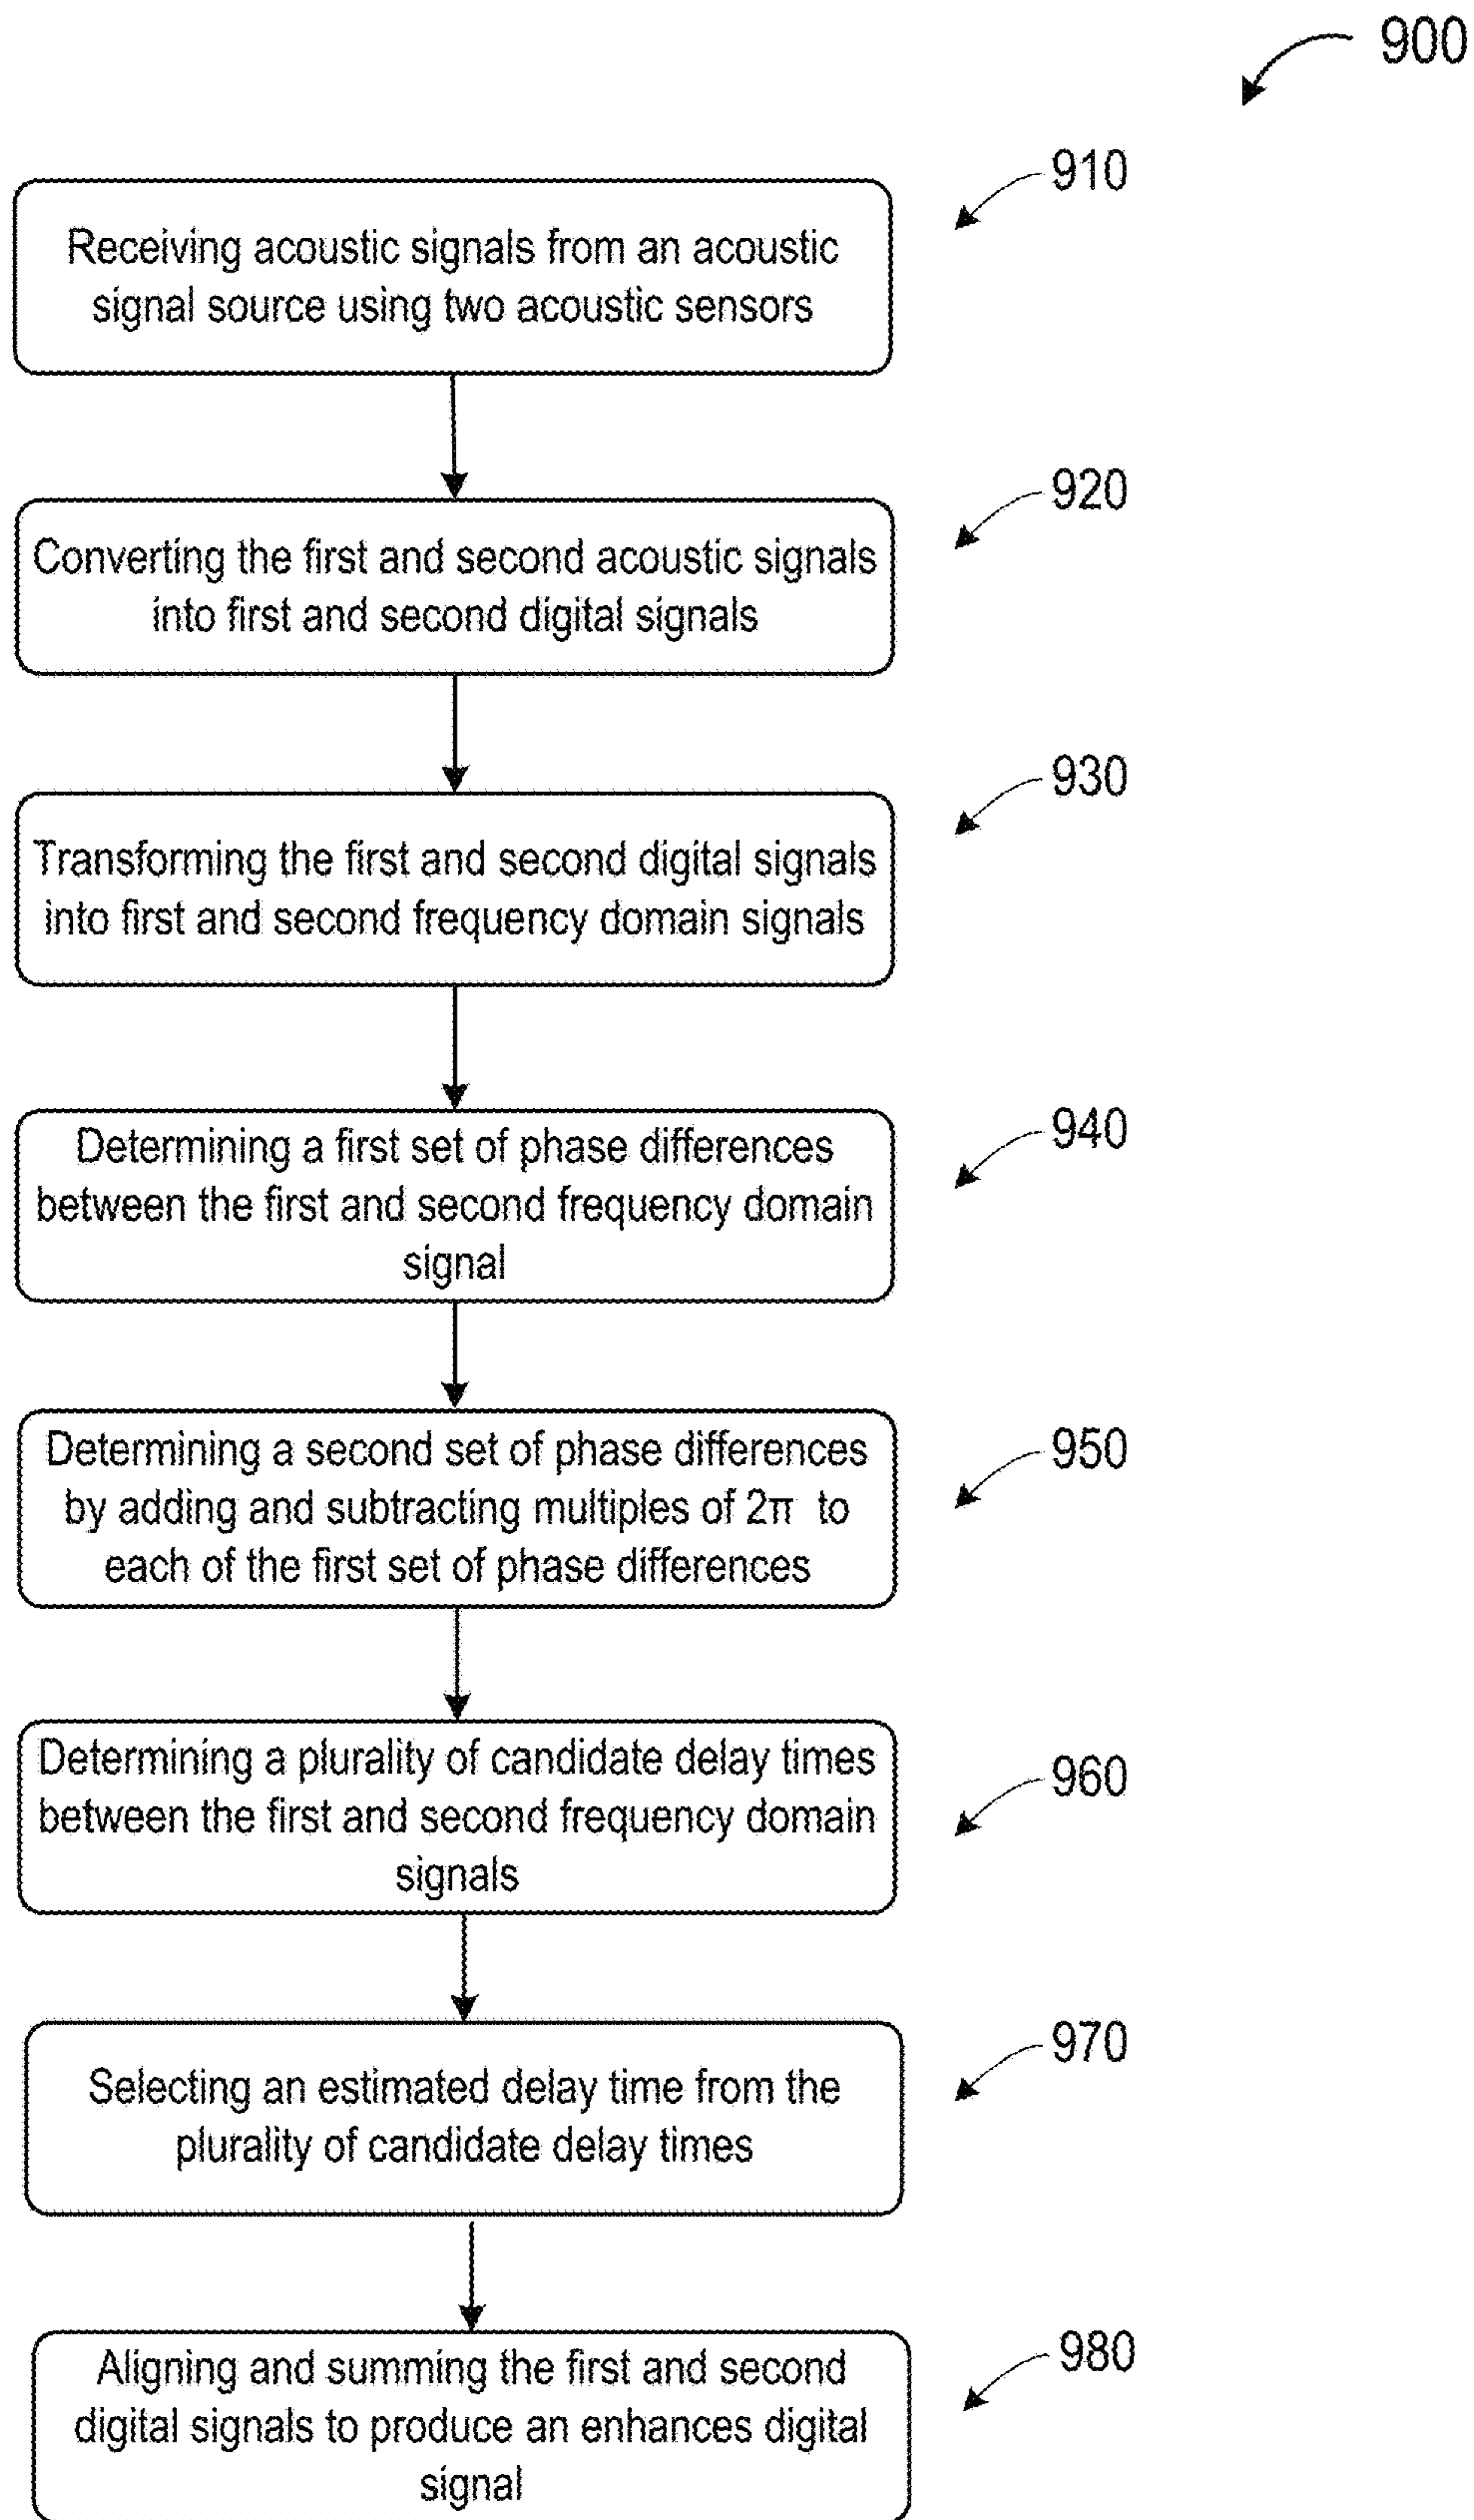 900
910
Receiving acoustic signals from an acoustic
signal source using two acoustic sensors
920
Converting the first and second acoustic signals
into first and second digital signals
930
Transforming the first and second digital signals
into first and second frequency domain signals
940
Determining a first set of phase differences
between the first and second frequency domain
signal
950
Determining a second set of phase differences
by adding and subtracting multiples of 2π to
each of the first set of phase differences
960
Determining a plurality of candidate delay times
between the first and second frequency domain
signals
970
Selecting an estimated delay time from the
plurality of candidate delay times
980
Aligning and summing the first and second
digital signals to produce an enhances digital
signal